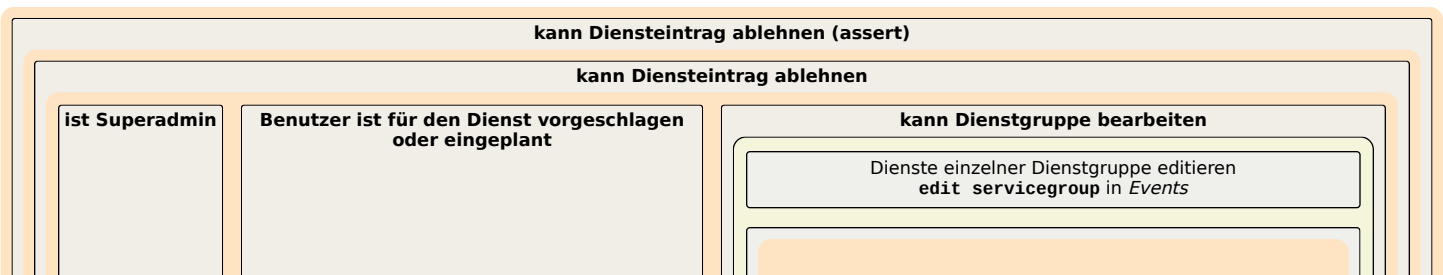 kann Diensteintrag ablehnen (assert)
kann Diensteintrag ablehnen
ist Superadmin
Benutzer ist für den Dienst vorgeschlagen
oder eingeplant
kann Dienstgruppe bearbeiten
Dienste einzelner Dienstgruppe editieren
edit servicegroup in Events